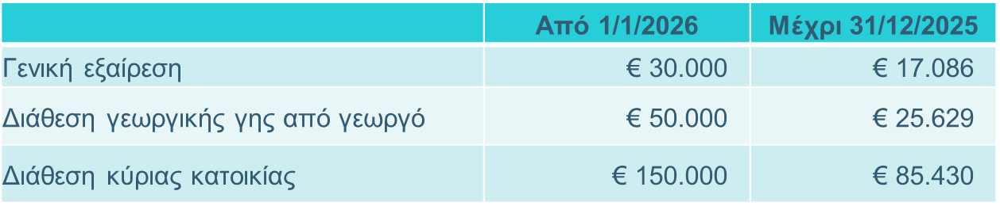 Από 1/1/2026 Μέχρι 31/12/2025
Γενική εξαίρεση € 30.000 € 17.086
Διάθεση γεωργικής γης από γεωργό € 50.000 € 25.629
Διάθεση κύριας κατοικίας € 150.000 € 85.430